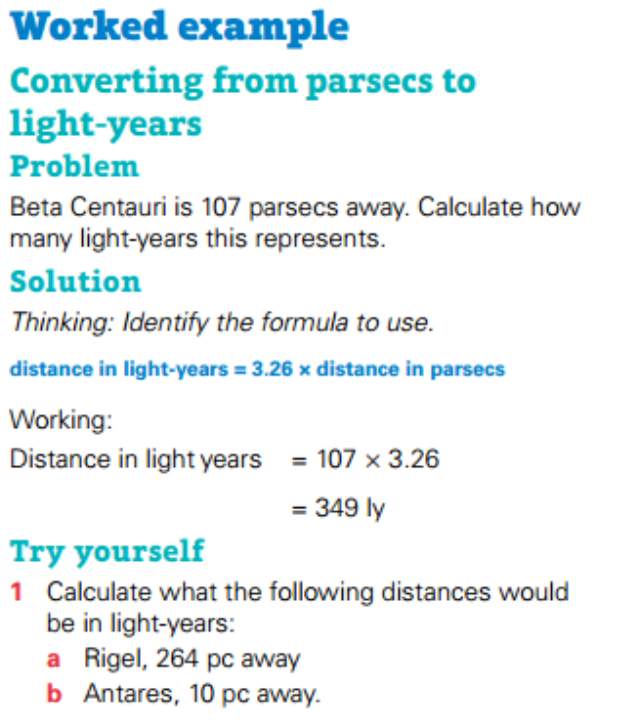 Worked example
Converting from parsecs to
light-years
Problem
Beta Centauri is 107 parsecs away. Calculate how
many light-years this represents.
Solution
Thinking: Identify the formula to use.
distance in light-years = 3.26 × distance in parsecs
Working:
Distance in light years = 107 × 3.26
= 349 ly
Try yourself
1 Calculate what the following distances would
be in light-years:
a Rigel, 264 pc away
b Antares, 10 pc away.